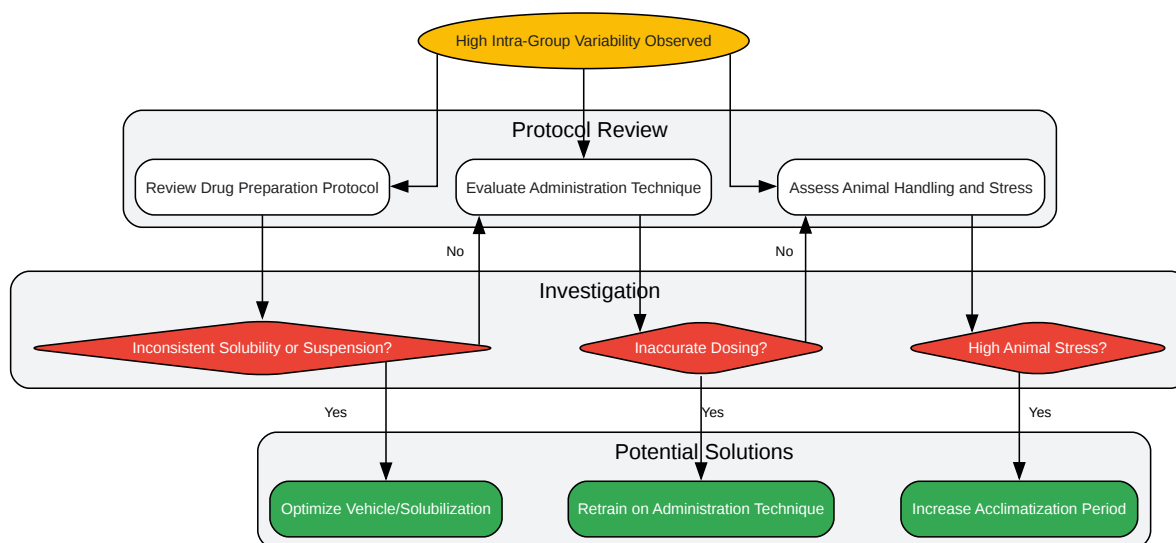 High Intra-Group Variability Observed
Protocol Review
Review Drug Preparation Protocol
Evaluate Administration Technique
Assess Animal Handling and Stress
No
No
Investigation
Inconsistent Solubility or Suspension?
Inaccurate Dosing?
High Animal Stress?
Yes
Yes
Yes
Potential Solutions
Optimize Vehicle/Solubilization
Retrain on Administration Technique
Increase Acclimatization Period